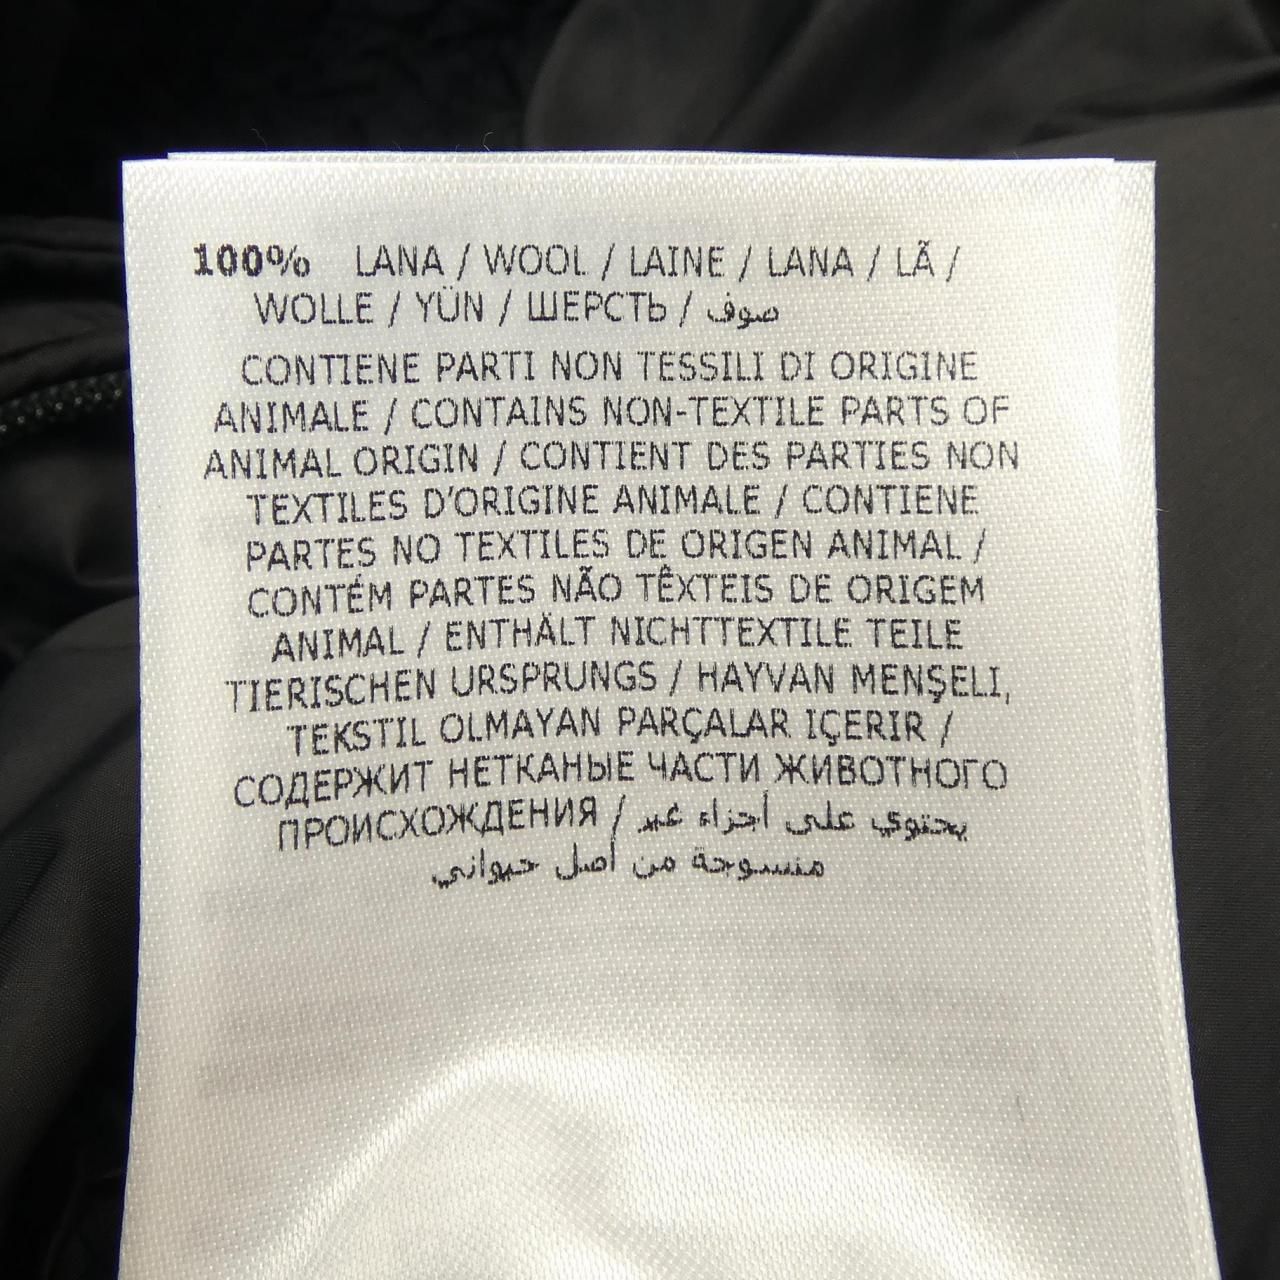 100% LANA / WOOL / LAINE / LANA / LÃ /
WOLLE / YÜN / ШЕРСТЬ / صوف
CONTIENE PARTI NON TESSILI DI ORIGINE
ANIMALE / CONTAINS NON-TEXTILE PARTS OF
ANIMAL ORIGIN / CONTIENT DES PARTIES NON
TEXTILES D'ORIGINE ANIMALE / CONTIENE
PARTES NO TEXTILES DE ORIGEN ANIMAL /
CONTÉM PARTES NÃO TÊXTEIS DE ORIGEM
ANIMAL / ENTHÄLT NICHTTEXTILE TEILE
TIERISCHEN URSPRUNGS / HAYVAN MENŞELI,
TEKSTIL OLMAYAN PARÇALAR IÇERIR /
СОДЕРЖИТ НЕТКАНЫЕ ЧАСТИ ЖИВОТНОГО
ПРОИСХОЖДЕНИЯ / يحتوي على أجزاء غير
منسوجة من أصل حيواني